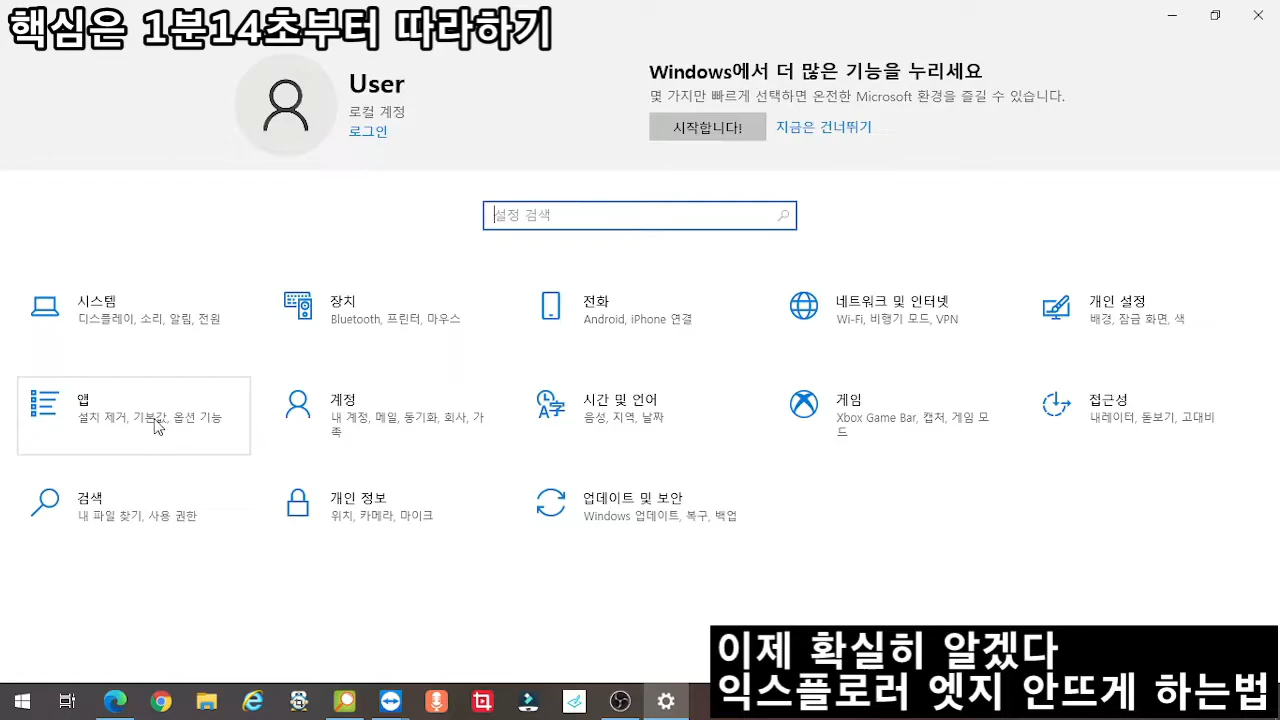 핵심은 1분14초부터 따라하기
User
로컬 계정
로그인
Windows에서 더 많은 기능을 누리세요
몇 가지만 빠르게 선택하면 온전한 Microsoft 환경을 즐길 수 있습니다.
시작합니다!
지금은 건너뛰기
설정 검색
시스템
디스플레이, 소리, 알림, 전원
장치
Bluetooth, 프린터, 마우스
전화
Android, iPhone 연결
네트워크 및 인터넷
Wi-Fi, 비행기 모드, VPN
개인 설정
배경, 잠금 화면, 색
앱
설치 제거, 기본값, 옵션 기능
계정
내 계정, 메일, 동기화, 회사, 가
족
시간 및 언어
음성, 지역, 날짜
게임
Xbox Game Bar, 캡처, 게임 모
드
접근성
내레이터, 돋보기, 고대비
검색
내 파일 찾기, 사용 권한
개인 정보
위치, 카메라, 마이크
업데이트 및 보안
Windows 업데이트, 복구, 백업
이제 확실히 알겠다
익스플로러 엣지 안뜨게 하는법